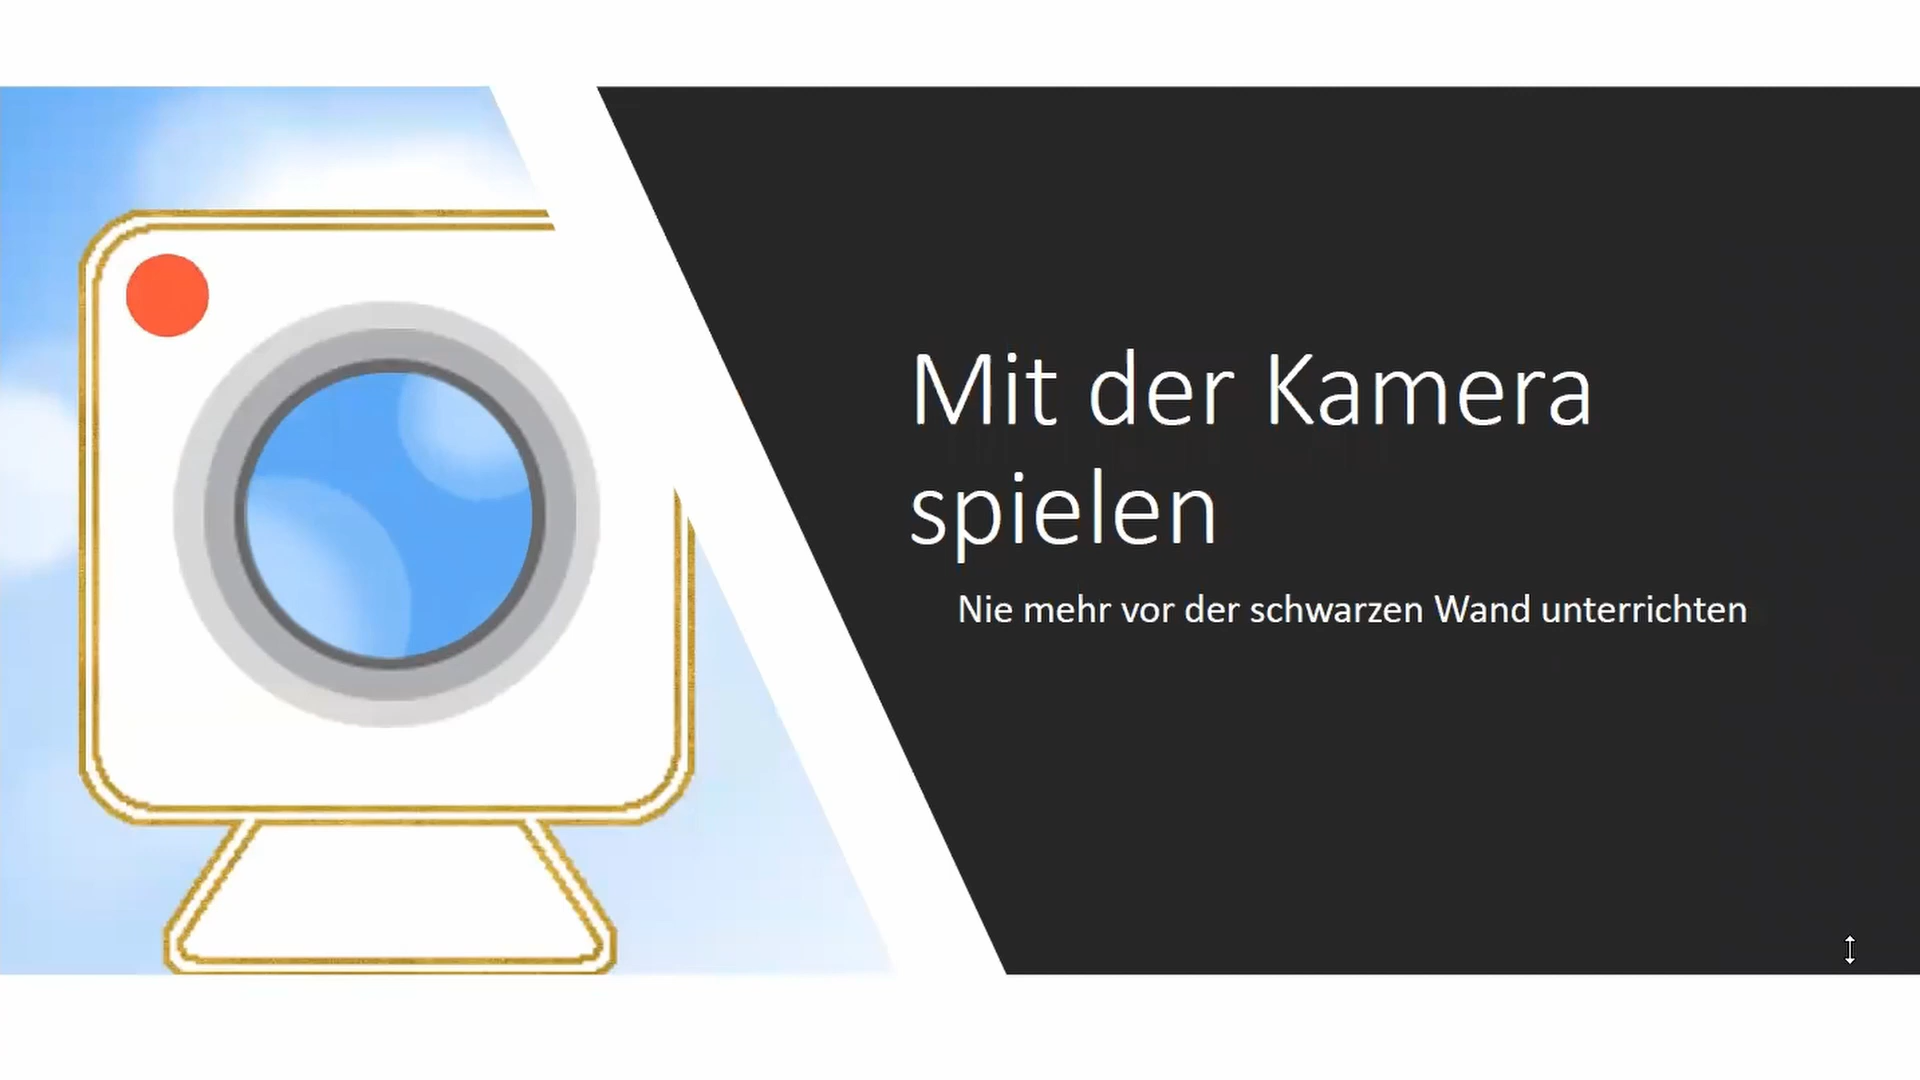 Mit der Kamera
spielen
Nie mehr vor der schwarzen Wand unterrichten